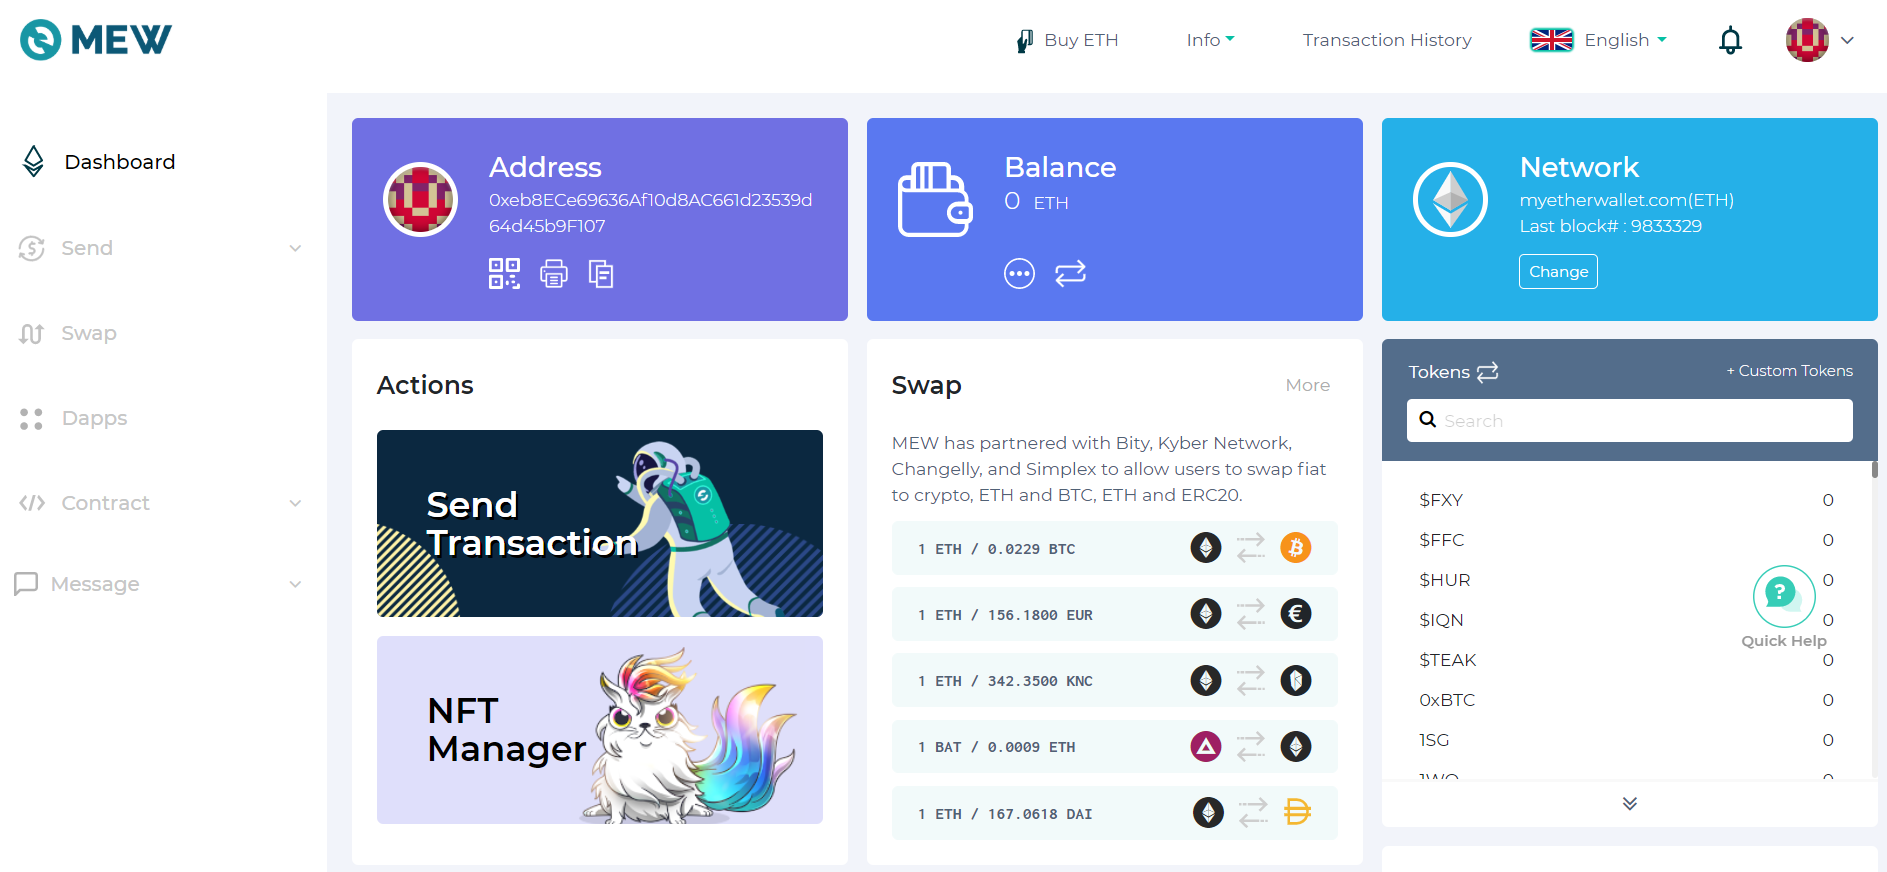 MEW
Buy ETH
Info
Transaction History
English
Dashboard
Send
Swap
Dapps
Contract
Message
Address
0xeb8ECe69636Af10d8AC661d23539d
64d45b9F107
Balance
0 ETH
Network
myetherwallet.com(ETH)
Last block# : 9833329
Change
Actions
Send
Transaction
NFT
Manager
Swap
More
MEW has partnered with Bity, Kyber Network,
Changelly, and Simplex to allow users to swap fiat
to crypto, ETH and BTC, ETH and ERC20.
1 ETH / 0.0229 BTC
1 ETH / 156.1800 EUR
1 ETH / 342.3500 KNC
1 BAT / 0.0009 ETH
1 ETH / 167.0618 DAI
Tokens
+ Custom Tokens
Search
$FXY 0
$FFC 0
$HUR 0
$IQN 0
$TEAK 0
0xBTC 0
1SG 0
?
Quick Help